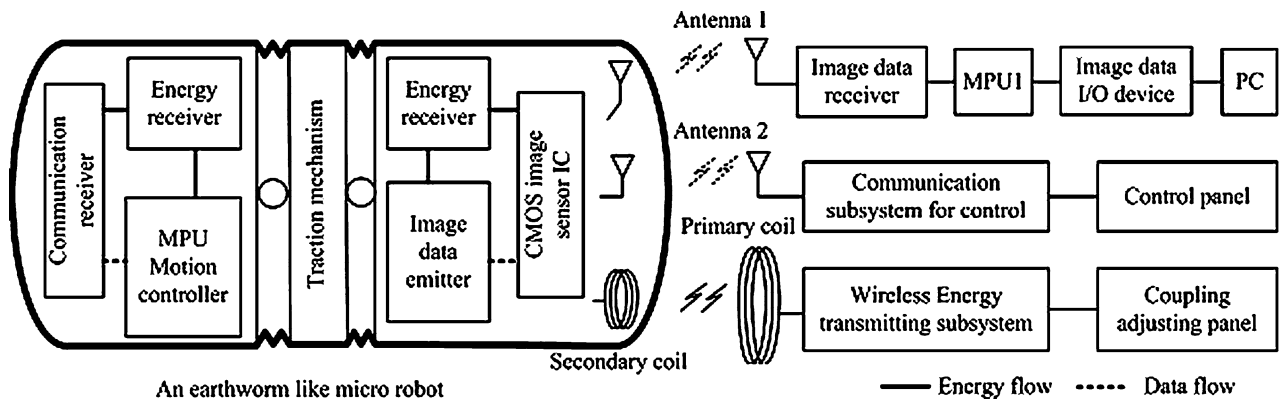 Antenna 1
Energy
receiver
Energy
receiver
Communication
receiver
MPU
Motion
controller
Traction mechanism
Image
data
emitter
CMOS image
sensor IC
Image data
receiver
MPU1
Image data
I/O device
PC
Antenna 2
Communication
subsystem for control
Control panel
Primary coil
Wireless Energy
transmitting subsystem
Coupling
adjusting panel
Secondary coil
An earthworm like micro robot
Energy flow
Data flow